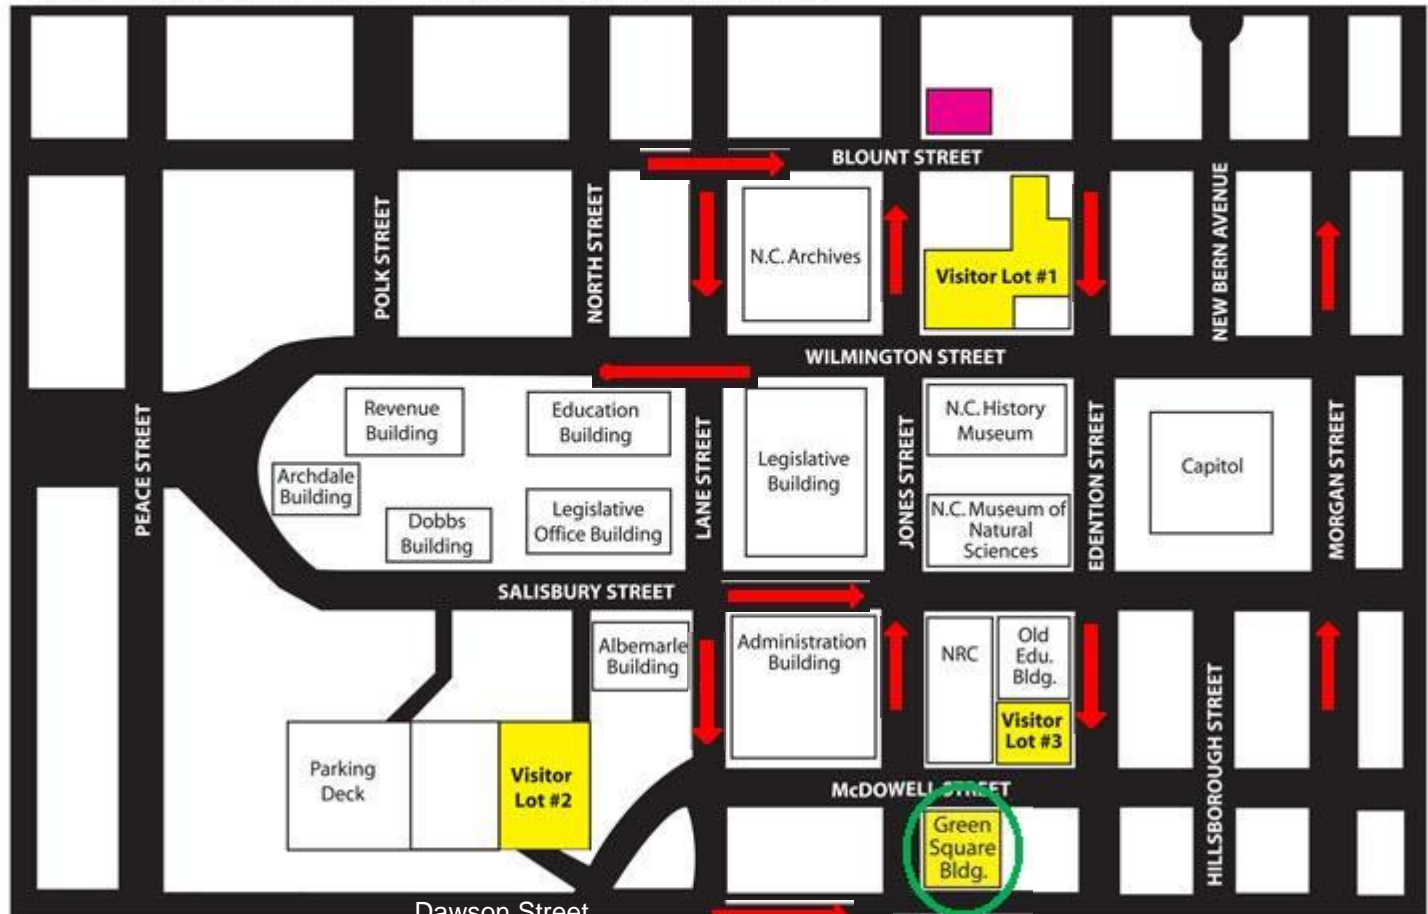 BLOUNT STREET
POLK STREET
NORTH STREET
N.C. Archives
Visitor Lot #1
NEW BERN AVENUE
WILMINGTON STREET
PEACE STREET
Revenue
Building
Education
Building
Archdale
Building
Dobbs
Building
Legislative
Office Building
LANE STREET
Legislative
Building
JONES STREET
N.C. History
Museum
N.C. Museum of
Natural
Sciences
EDENTION STREET
Capitol
MORGAN STREET
SALISBURY STREET
Albemarle
Building
Administration
Building
NRC
Old
Edu.
Bldg.
Visitor
Lot #3
HILLSBOROUGH STREET
Parking
Deck
Visitor
Lot #2
McDOWELL STREET
Green
Square
Bldg.
Dawson Street